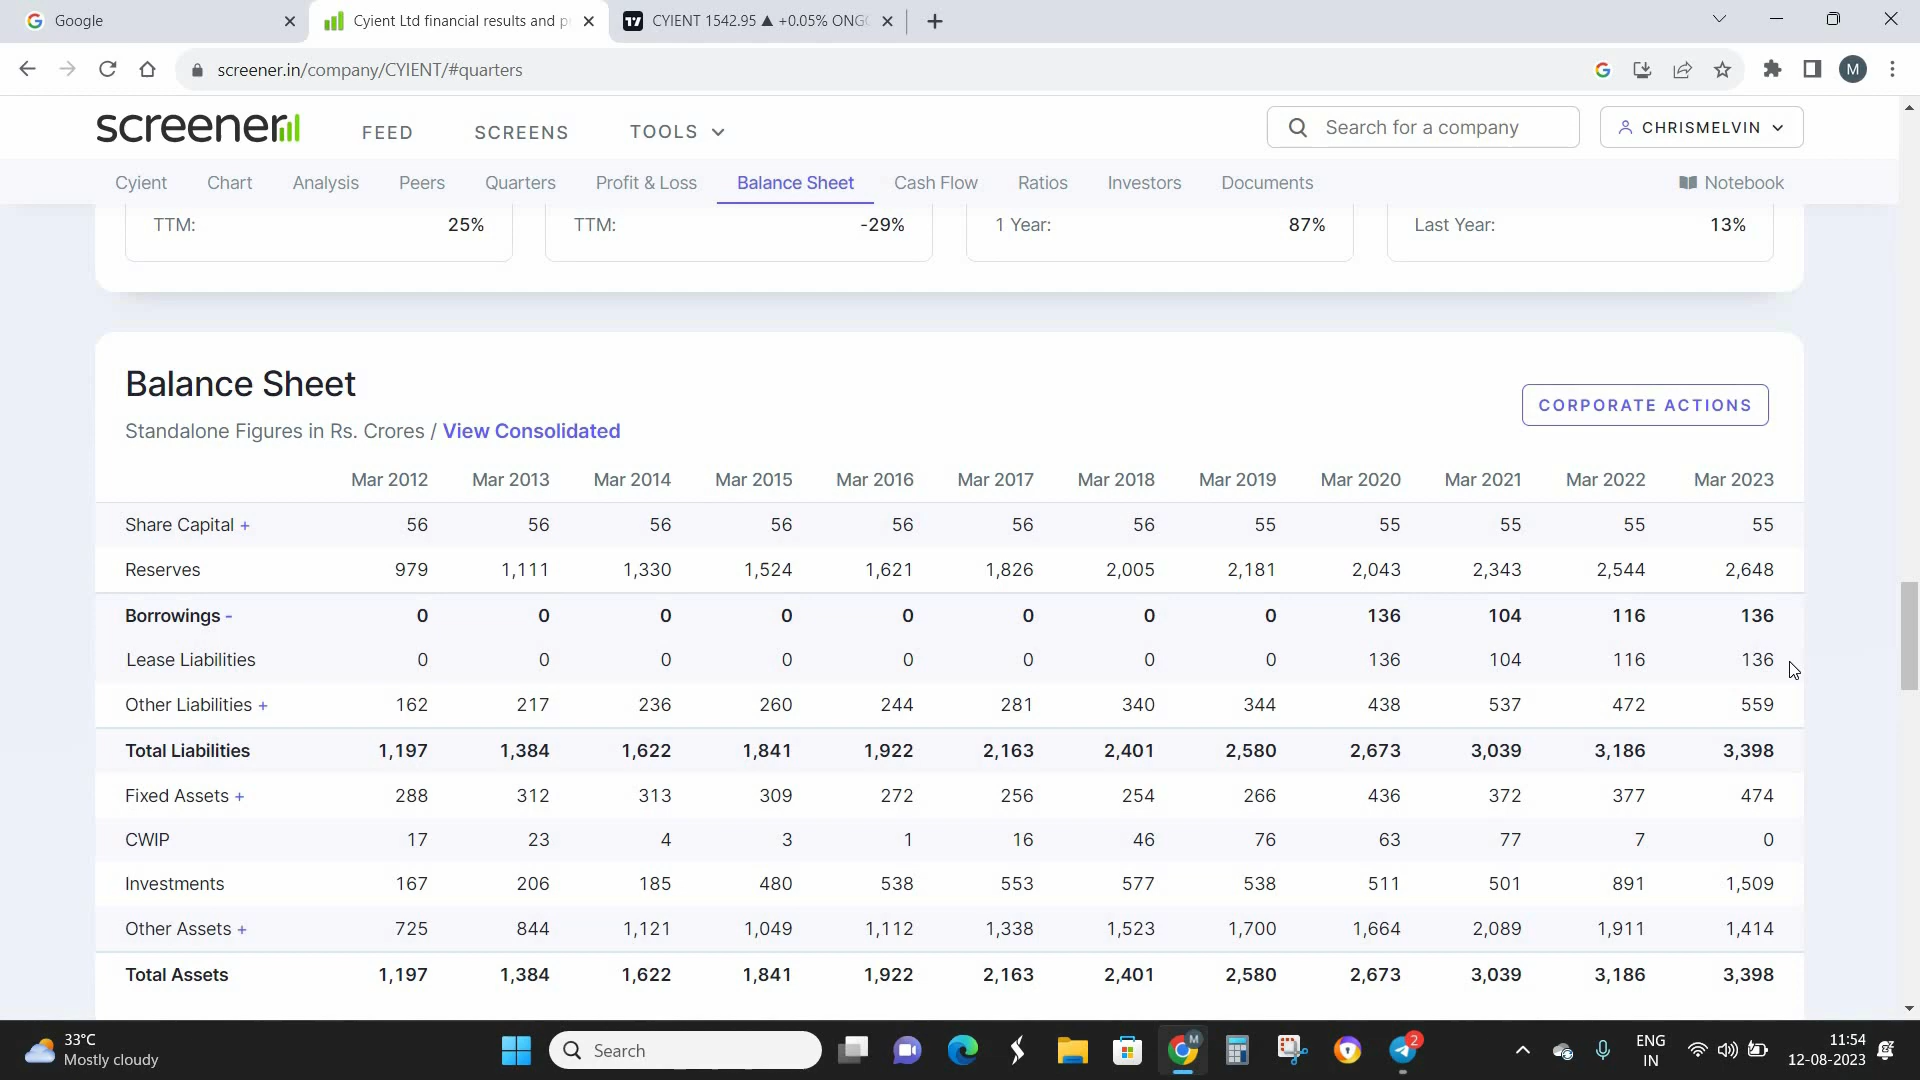 Google
Cyient Ltd financial results and p
CYIENT 1542.95 ▲ +0.05% ONGC
screener.in/company/CYIENT/#quarters
M
screener
FEED
SCREENS
TOOLS
Search for a company
CHRISMELVIN
Cyient Chart Analysis Peers Quarters Profit & Loss Balance Sheet Cash Flow Ratios Investors Documents Notebook
TTM: 25% TTM: -29% 1 Year: 87% Last Year: 13%
Balance Sheet
CORPORATE ACTIONS
Standalone Figures in Rs. Crores / View Consolidated
Mar 2012 Mar 2013 Mar 2014 Mar 2015 Mar 2016 Mar 2017 Mar 2018 Mar 2019 Mar 2020 Mar 2021 Mar 2022 Mar 2023
Share Capital + 56 56 56 56 56 56 56 55 55 55 55 55
Reserves 979 1,111 1,330 1,524 1,621 1,826 2,005 2,181 2,043 2,343 2,544 2,648
Borrowings - 0 0 0 0 0 0 0 0 136 104 116 136
Lease Liabilities 0 0 0 0 0 0 0 0 136 104 116 136
Other Liabilities + 162 217 236 260 244 281 340 344 438 537 472 559
Total Liabilities 1,197 1,384 1,622 1,841 1,922 2,163 2,401 2,580 2,673 3,039 3,186 3,398
Fixed Assets + 288 312 313 309 272 256 254 266 436 372 377 474
CWIP 17 23 4 3 1 16 46 76 63 77 7 0
Investments 167 206 185 480 538 553 577 538 511 501 891 1,509
Other Assets + 725 844 1,121 1,049 1,112 1,338 1,523 1,700 1,664 2,089 1,911 1,414
Total Assets 1,197 1,384 1,622 1,841 1,922 2,163 2,401 2,580 2,673 3,039 3,186 3,398
33°C
Mostly cloudy
Search
M
2
ENG
IN
11:54
12-08-2023